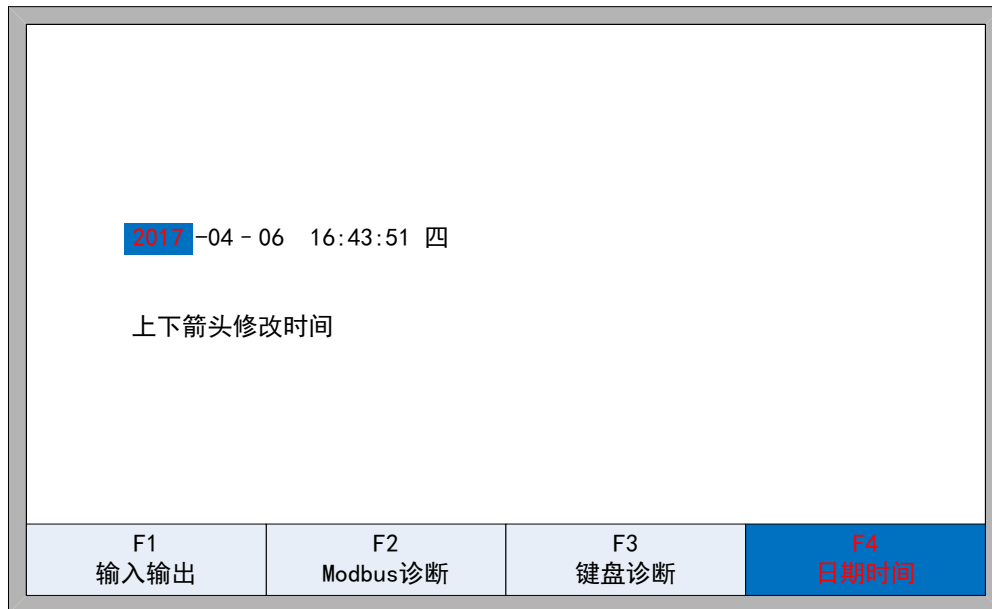 2017-04-06 16:43:51 四
上下箭头修改时间
F1
输入输出
F2
Modbus诊断
F3
键盘诊断
F4
日期时间